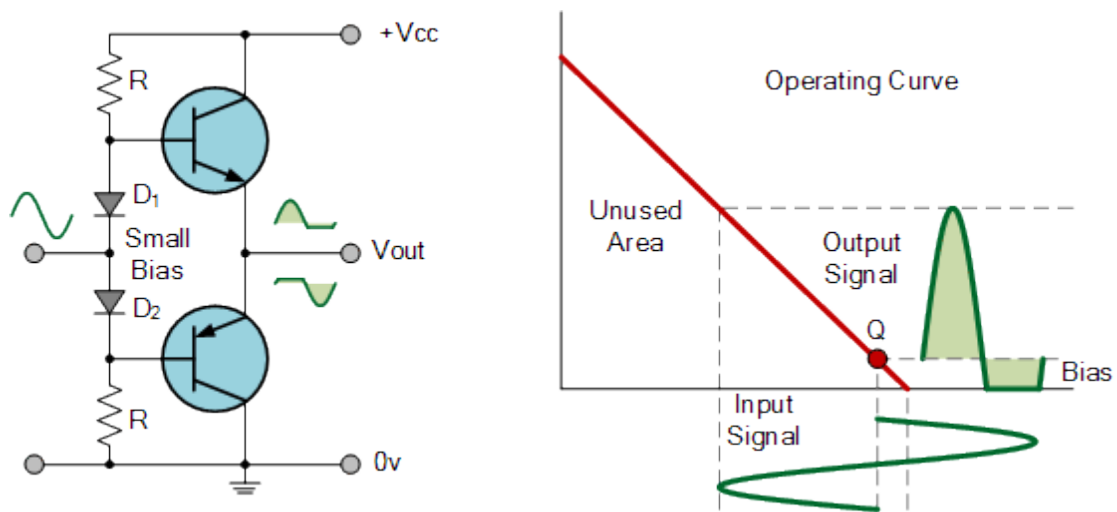 +Vcc
R
D₁
Small
Bias
Vout
D₂
R
0v
Operating Curve
Unused
Area
Output
Signal
Q
Bias
Input
Signal